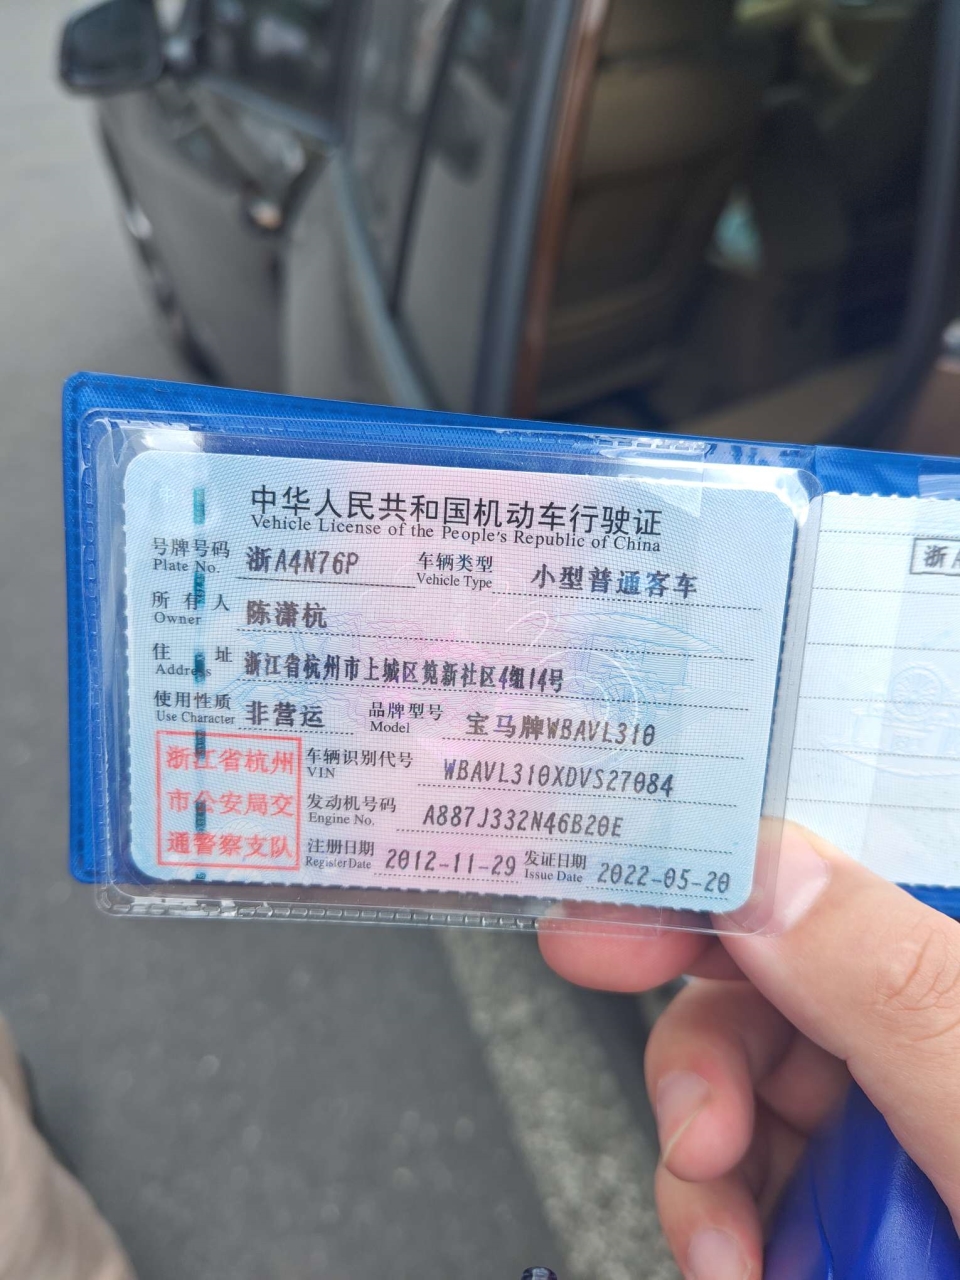 中华人民共和国机动车行驶证
Vehicle License of the People's Republic of China
号牌号码 浙A4N76P 车辆类型 小型普通客车
Plate No. Vehicle Type
所有人 陈潇杭
Owner
住址 浙江省杭州市上城区笕新社区4组14号
Address
使用性质 非营运 品牌型号 宝马牌WBAVL310
Use Character Model
浙江省杭州
市公安局交
通警察支队
车辆识别代号 WBAVL310XDVS27084
VIN
发动机号码 A887J332N46B20E
Engine No.
注册日期 2012-11-29 发证日期 2022-05-20
Register Date Issue Date
浙A